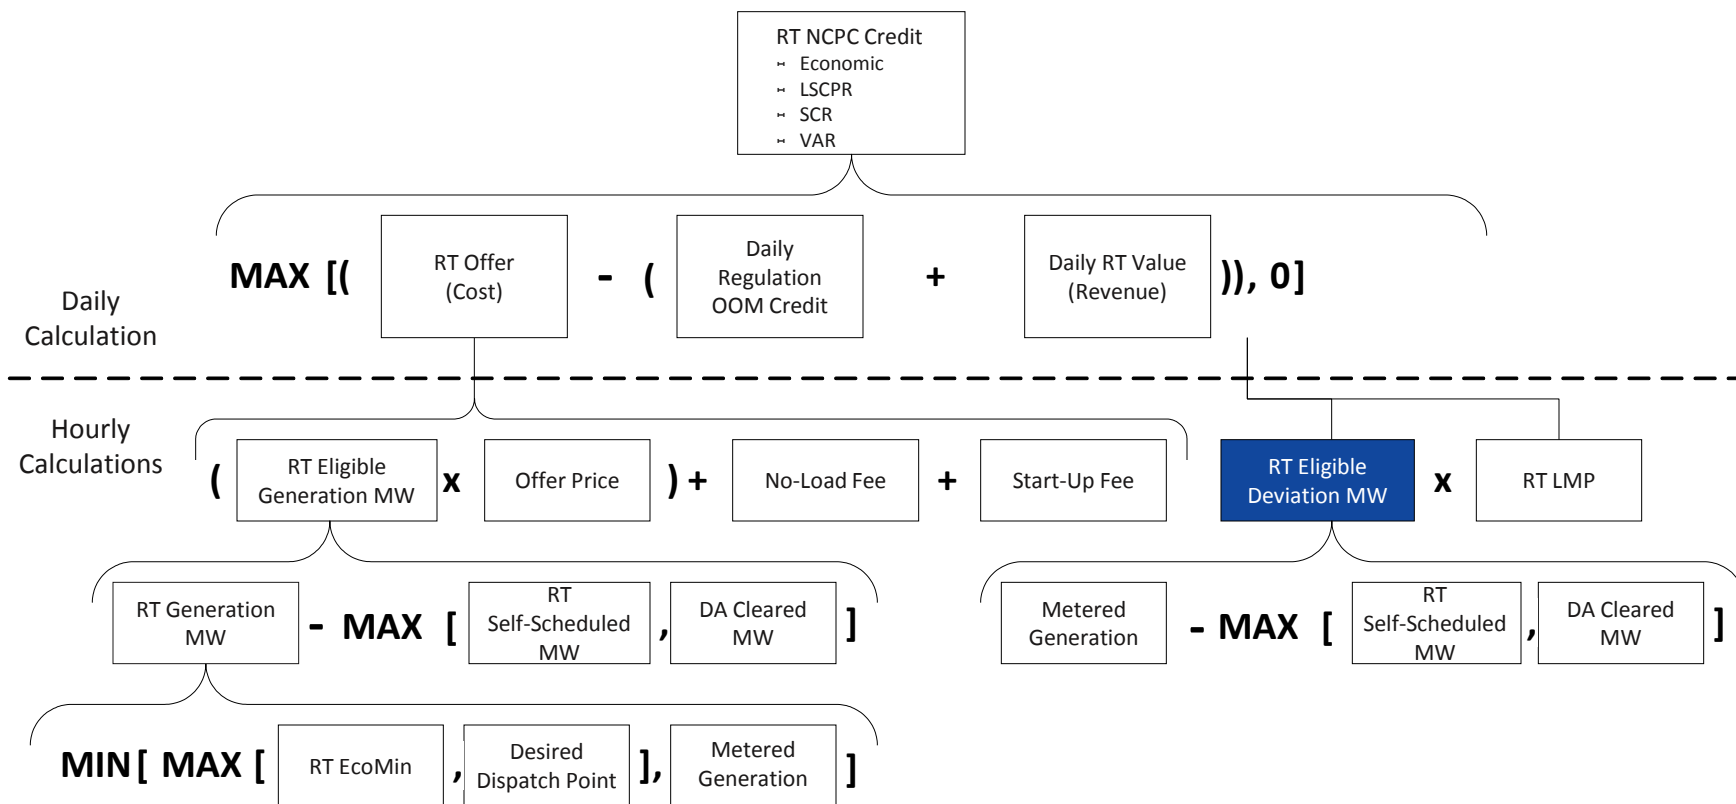 RT NCPC Credit
Economic
LSCPR
SCR
VAR
Daily
Calculation
MAX [( RT Offer
(Cost) - ( Daily
Regulation
OOM Credit + Daily RT Value
(Revenue) )), 0]
Hourly
Calculations
( RT Eligible
Generation MW x Offer Price ) + No-Load Fee + Start-Up Fee
RT Eligible
Deviation MW x RT LMP
RT Generation
MW - MAX [ RT
Self-Scheduled
MW , DA Cleared
MW ]
Metered
Generation - MAX [ RT
Self-Scheduled
MW , DA Cleared
MW ]
MIN [ MAX [ RT EcoMin , Desired
Dispatch Point ], Metered
Generation ]